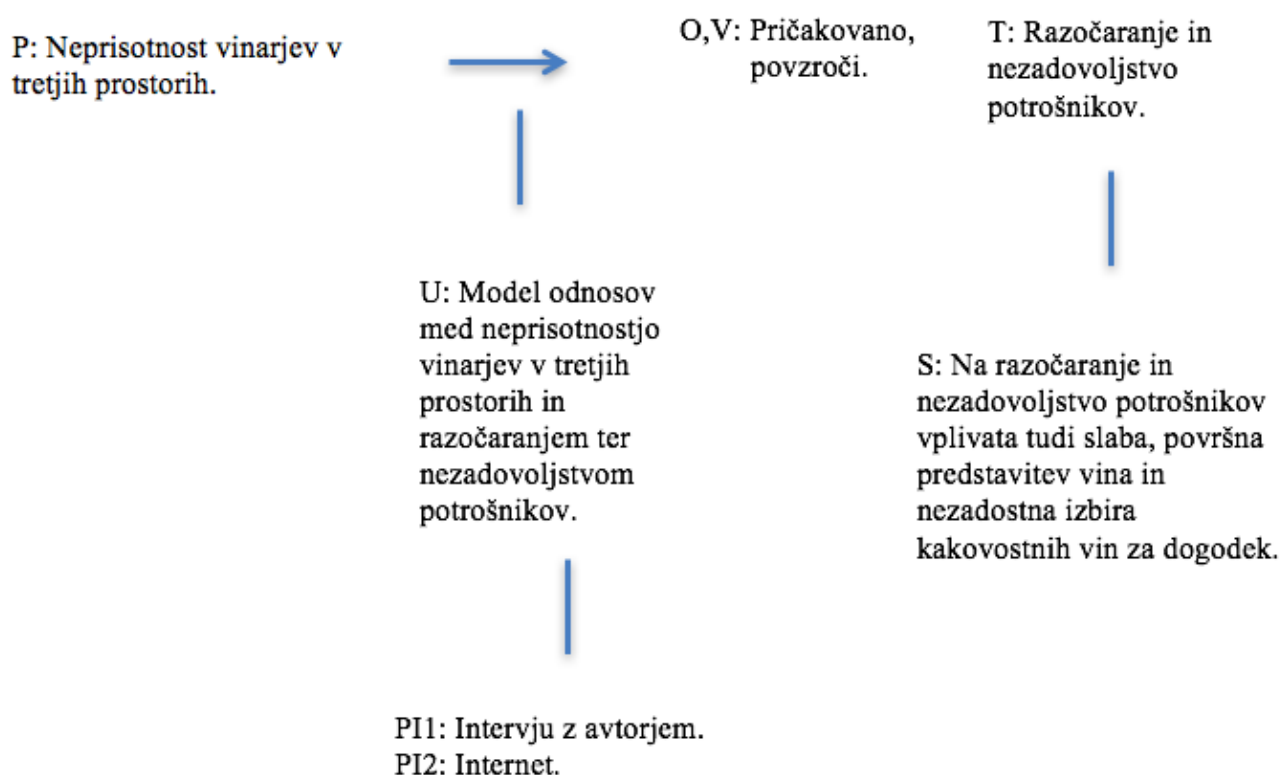 P: Neprisotnost vinarjev v
tretjih prostorih.
O,V: Pričakovano,
povzroči.
T: Razočaranje in
nezadovoljstvo
potrošnikov.
U: Model odnosov
med neprisotnostjo
vinarjev v tretjih
prostorih in
razočaranjem ter
nezadovoljstvom
potrošnikov.
S: Na razočaranje in
nezadovoljstvo potrošnikov
vplivata tudi slaba, površna
predstavitev vina in
nezadostna izbira
kakovostnih vin za dogodek.
PI1: Intervju z avtorjem.
PI2: Internet.